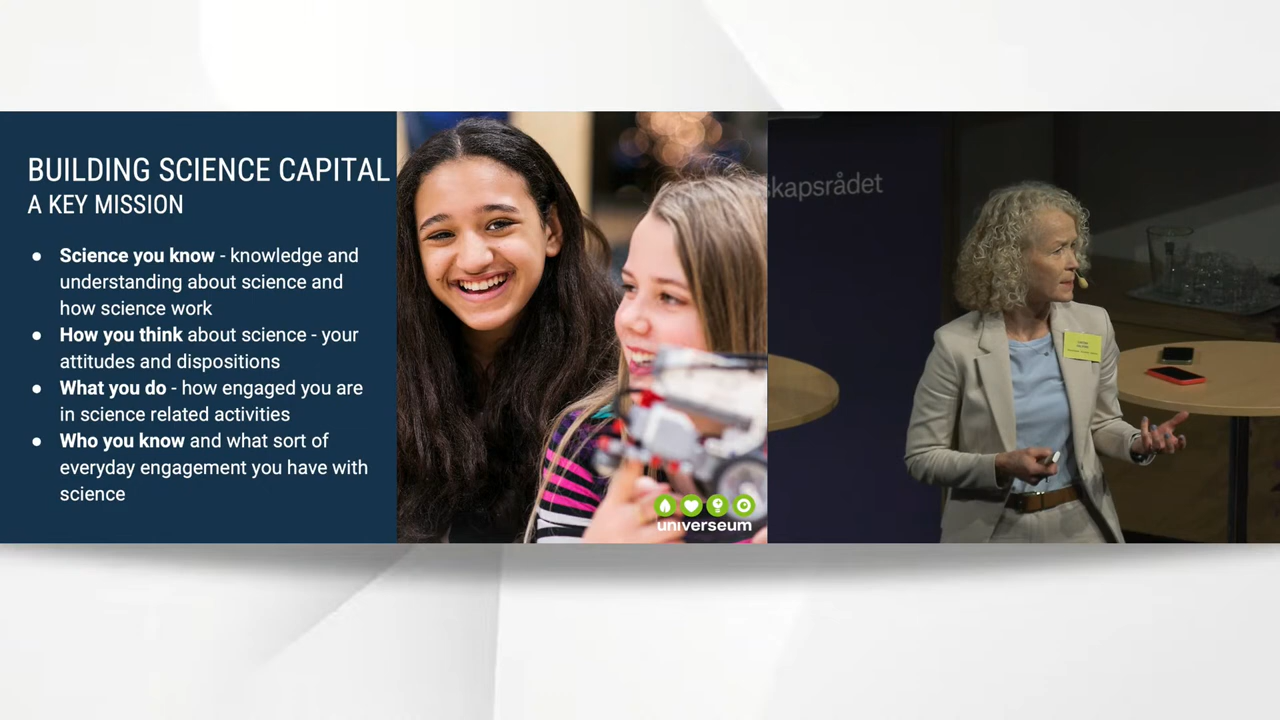 BUILDING SCIENCE CAPITAL
A KEY MISSION
● Science you know - knowledge and
understanding about science and
how science work
● How you think about science - your
attitudes and dispositions
● What you do - how engaged you are
in science related activities
● Who you know and what sort of
everyday engagement you have with
science
universeum
skapsrådet